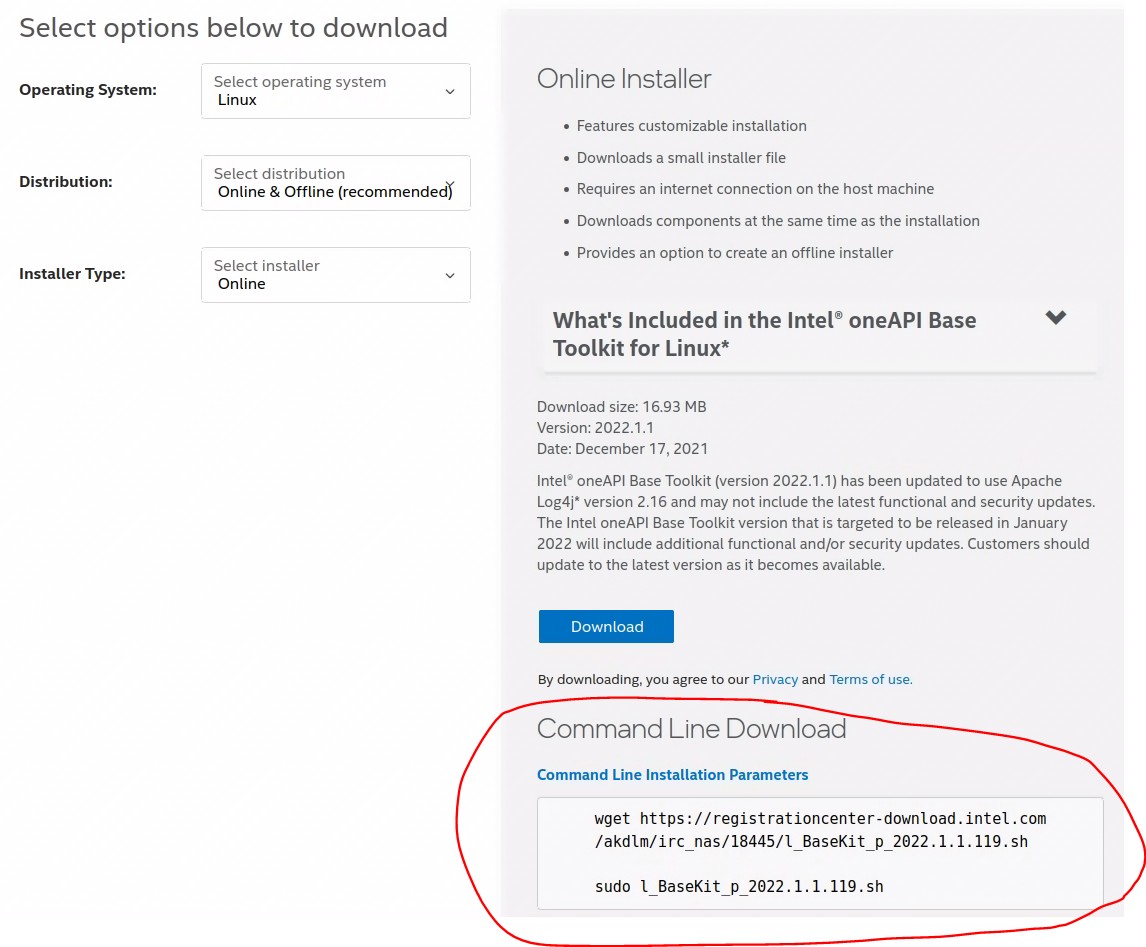 Select options below to download
Operating System:
Select operating system
Linux
Distribution:
Select distribution
Online & Offline (recommended)
Installer Type:
Select installer
Online
Online Installer
• Features customizable installation
• Downloads a small installer file
• Requires an internet connection on the host machine
• Downloads components at the same time as the installation
• Provides an option to create an offline installer
What's Included in the Intel® oneAPI Base
Toolkit for Linux*
Download size: 16.93 MB
Version: 2022.1.1
Date: December 17, 2021
Intel® oneAPI Base Toolkit (version 2022.1.1) has been updated to use Apache
Log4j* version 2.16 and may not include the latest functional and security updates.
The Intel oneAPI Base Toolkit version that is targeted to be released in January
2022 will include additional functional and/or security updates. Customers should
update to the latest version as it becomes available.
Download
By downloading, you agree to our Privacy and Terms of use.
Command Line Download
Command Line Installation Parameters
wget https://registrationcenter-download.intel.com
/akdlm/irc_nas/18445/l_BaseKit_p_2022.1.1.119.sh
sudo l_BaseKit_p_2022.1.1.119.sh